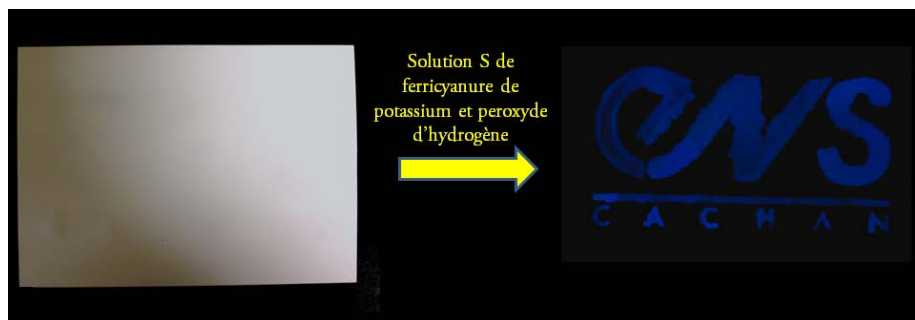 Solution S de
ferricyanure de
potassium et peroxyde
d'hydrogène
ens
CACHAN